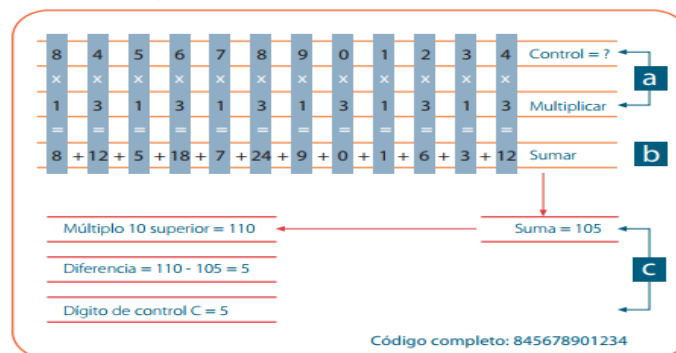 8 4 5 6 7 8 9 0 1 2 3 4 Control = ?
× × × × × × × × × × × ×
a
1 3 1 3 1 3 1 3 1 3 1 3 Multiplicar
= = = = = = = = = = = =
8 + 12 + 5 + 18 + 7 + 24 + 9 + 0 + 1 + 6 + 3 + 12 Sumar b
Múltiplo 10 superior = 110 Suma = 105
Diferencia = 110 - 105 = 5 c
Dígito de control C = 5
Código completo: 845678901234